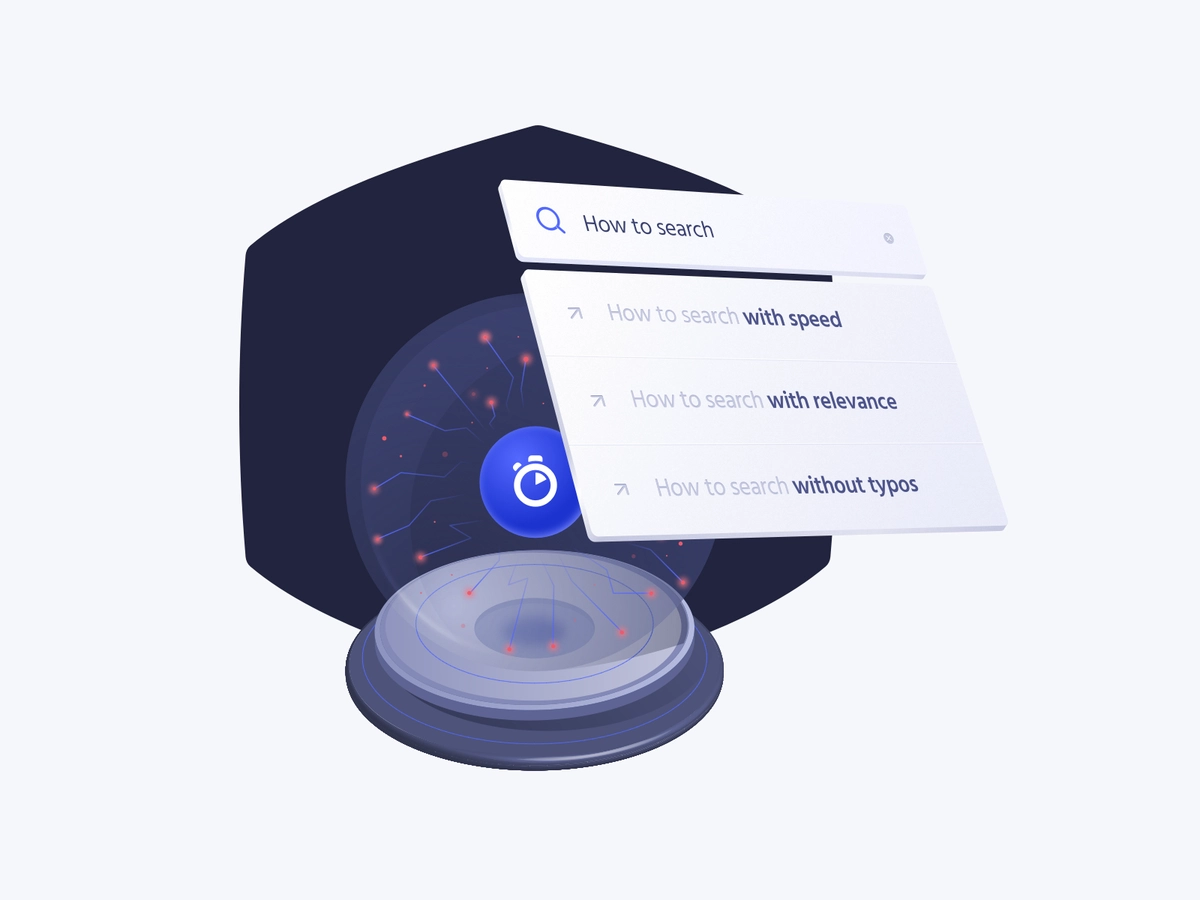 How to search
How to search with speed
How to search with relevance
How to search without typos